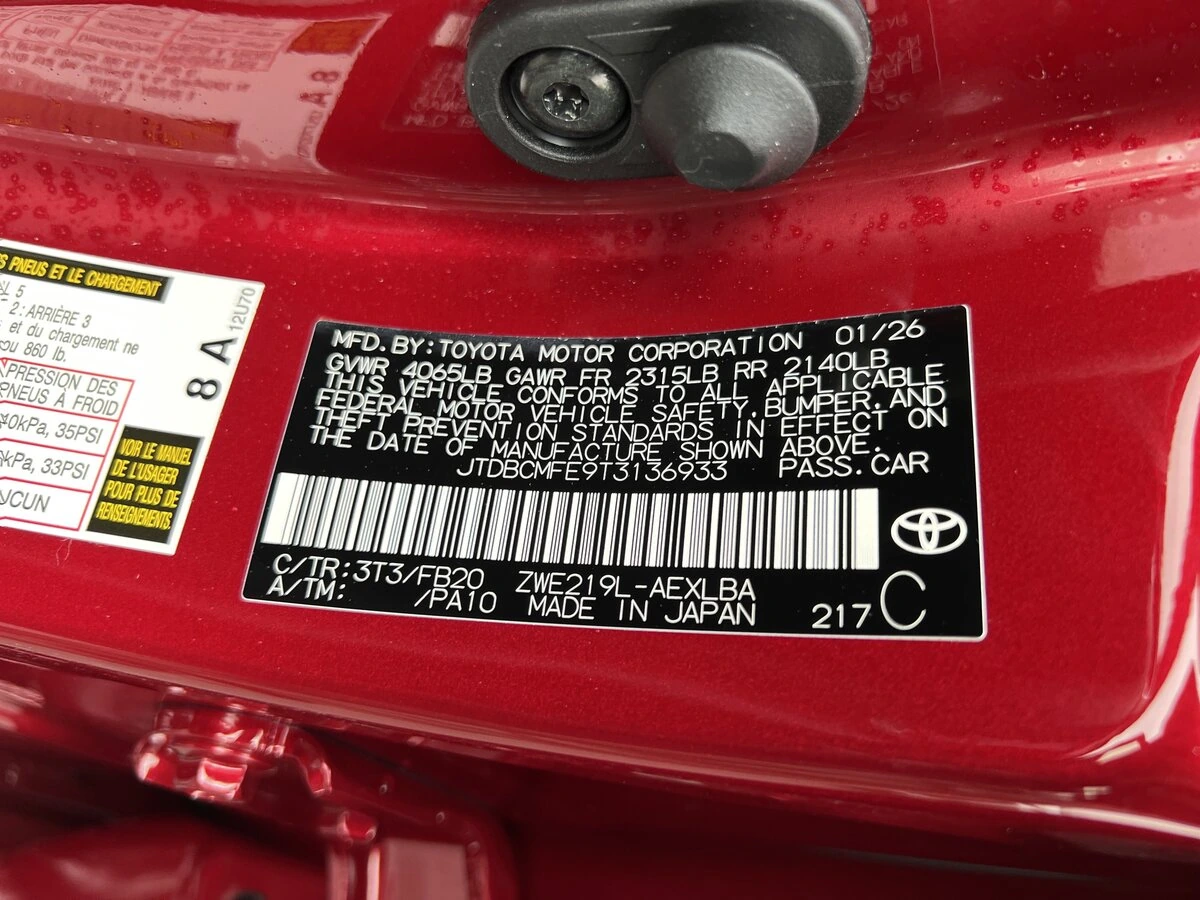 S PNEUS ET LE CHARGEMENT
5
2 : ARRIÈRE 3
et du chargement ne
ou 860 lb.
PRESSION DES
PNEUS À FROID
0kPa, 35PSI
kPa, 33PSI
UCUN
VOIR LE MANUEL
DE L'USAGER
POUR PLUS DE
RENSEIGNEMENTS.
8 A
12U70
MFD. BY: TOYOTA MOTOR CORPORATION 01/26
GVWR 4065LB GAWR FR 2315LB RR 2140LB
THIS VEHICLE CONFORMS TO ALL APPLICABLE
FEDERAL MOTOR VEHICLE SAFETY, BUMPER, AND
THEFT PREVENTION STANDARDS IN EFFECT ON
THE DATE OF MANUFACTURE SHOWN ABOVE.
JTDBCMFE9T3136933 PASS. CAR
C/TR: 3T3/FB20 ZWE219L-AEXLBA
A/TM: /PA10 MADE IN JAPAN 217 C